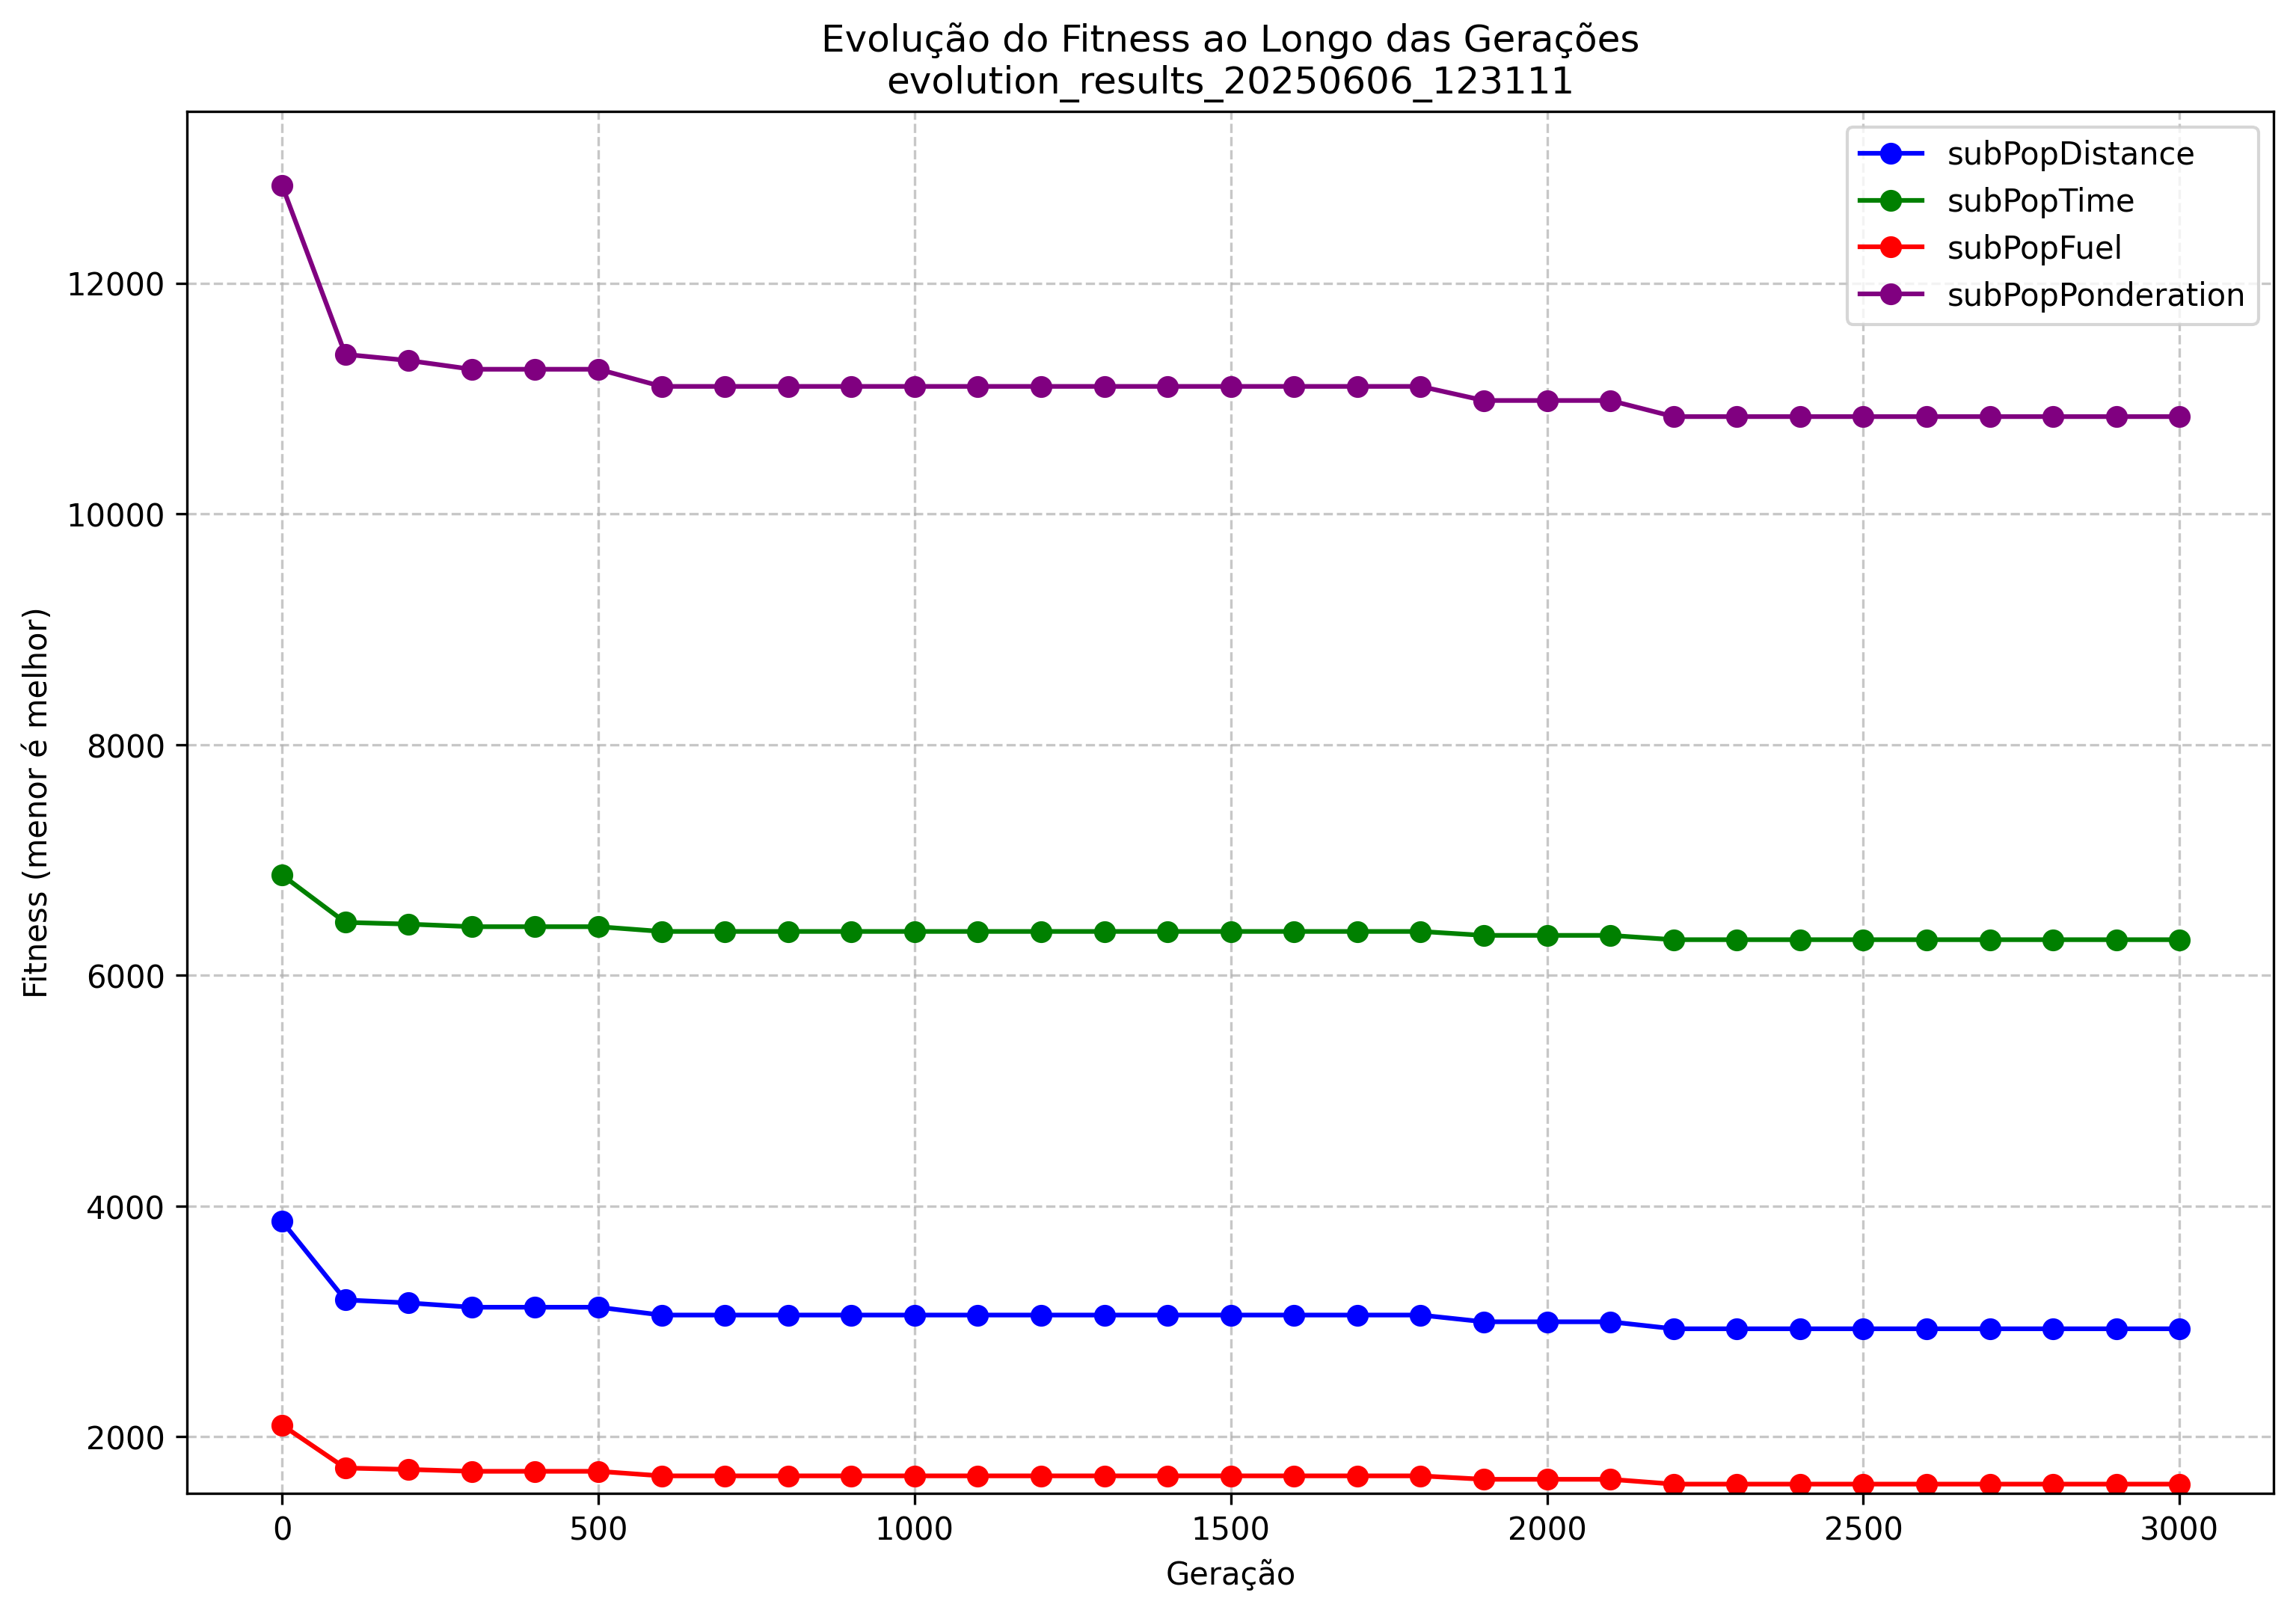 Evolução do Fitness ao Longo das Gerações
evolution_results_20250606_123111
subPopDistance
subPopTime
subPopFuel
subPopPonderation
Fitness (menor é melhor)
12000
10000
8000
6000
4000
2000
0
500
1000
1500
2000
2500
3000
Geração